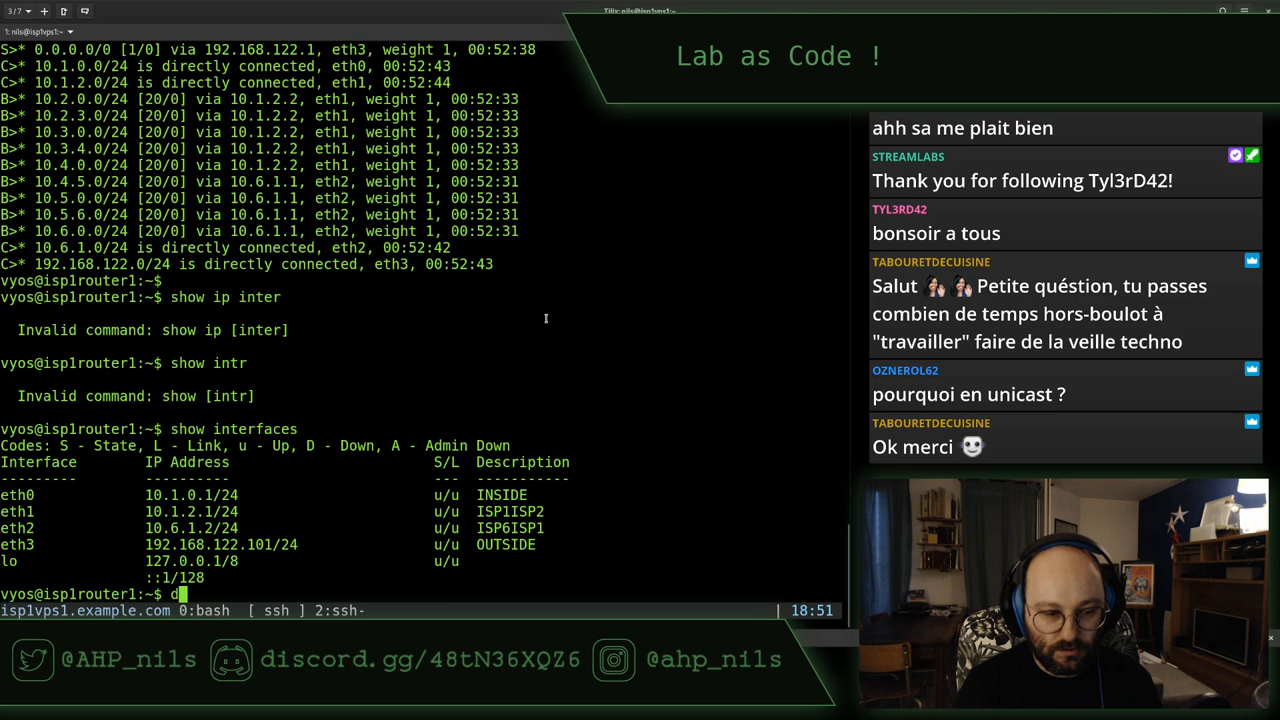 3/7
Tilix: nils@isp1vps1:~
1: nils@isp1vps1:~
S>* 0.0.0.0/0 [1/0] via 192.168.122.1, eth3, weight 1, 00:52:38
C>* 10.1.0.0/24 is directly connected, eth0, 00:52:43
C>* 10.1.2.0/24 is directly connected, eth1, 00:52:44
B>* 10.2.0.0/24 [20/0] via 10.1.2.2, eth1, weight 1, 00:52:33
B>* 10.2.3.0/24 [20/0] via 10.1.2.2, eth1, weight 1, 00:52:33
B>* 10.3.0.0/24 [20/0] via 10.1.2.2, eth1, weight 1, 00:52:33
B>* 10.3.4.0/24 [20/0] via 10.1.2.2, eth1, weight 1, 00:52:33
B>* 10.4.0.0/24 [20/0] via 10.1.2.2, eth1, weight 1, 00:52:33
B>* 10.4.5.0/24 [20/0] via 10.6.1.1, eth2, weight 1, 00:52:31
B>* 10.5.0.0/24 [20/0] via 10.6.1.1, eth2, weight 1, 00:52:31
B>* 10.5.6.0/24 [20/0] via 10.6.1.1, eth2, weight 1, 00:52:31
B>* 10.6.0.0/24 [20/0] via 10.6.1.1, eth2, weight 1, 00:52:31
C>* 10.6.1.0/24 is directly connected, eth2, 00:52:42
C>* 192.168.122.0/24 is directly connected, eth3, 00:52:43
vyos@isp1router1:~$
vyos@isp1router1:~$ show ip inter
Invalid command: show ip [inter]
vyos@isp1router1:~$ show intr
Invalid command: show [intr]
vyos@isp1router1:~$ show interfaces
Codes: S - State, L - Link, u - Up, D - Down, A - Admin Down
Interface IP Address S/L Description
--------- ---------- --- -----------
eth0 10.1.0.1/24 u/u INSIDE
eth1 10.1.2.1/24 u/u ISP1ISP2
eth2 10.6.1.2/24 u/u ISP6ISP1
eth3 192.168.122.101/24 u/u OUTSIDE
lo 127.0.0.1/8 u/u
::1/128
vyos@isp1router1:~$ d
isp1vps1.example.com 0:bash [ ssh ] 2:ssh- | 18:51
Lab as Code !
ahh sa me plait bien
STREAMLABS
Thank you for following Tyl3rD42!
TYL3RD42
bonsoir a tous
TABOURETDECUISINE
Salut Petite quéstion, tu passes
combien de temps hors-boulot à
"travailler" faire de la veille techno
OZNEROL62
pourquoi en unicast ?
TABOURETDECUISINE
Ok merci
@AHP_nils discord.gg/48tN36XQZ6 @ahp_nils